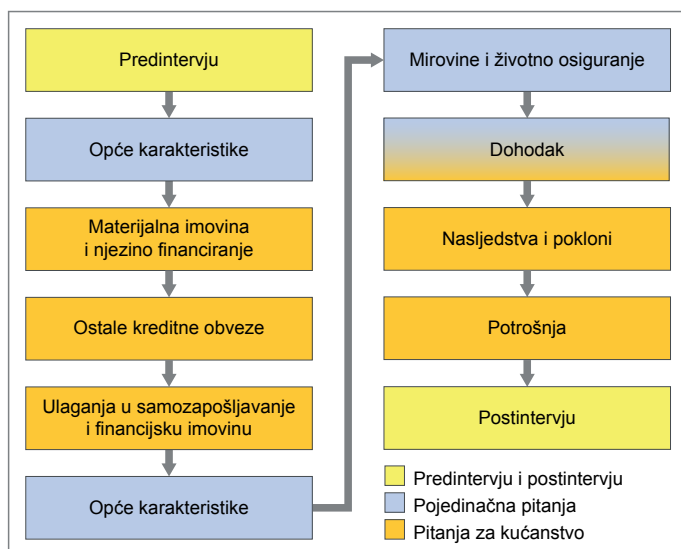 Predintervju
Opće karakteristike
Materijalna imovina
i njezino financiranje
Ostale kreditne obveze
Ulaganja u samozapošljavanje
i financijsku imovinu
Opće karakteristike
Mirovine i životno osiguranje
Dohodak
Nasljedstva i pokloni
Potrošnja
Postintervju
Predintervju i postintervju
Pojedinačna pitanja
Pitanja za kućanstvo